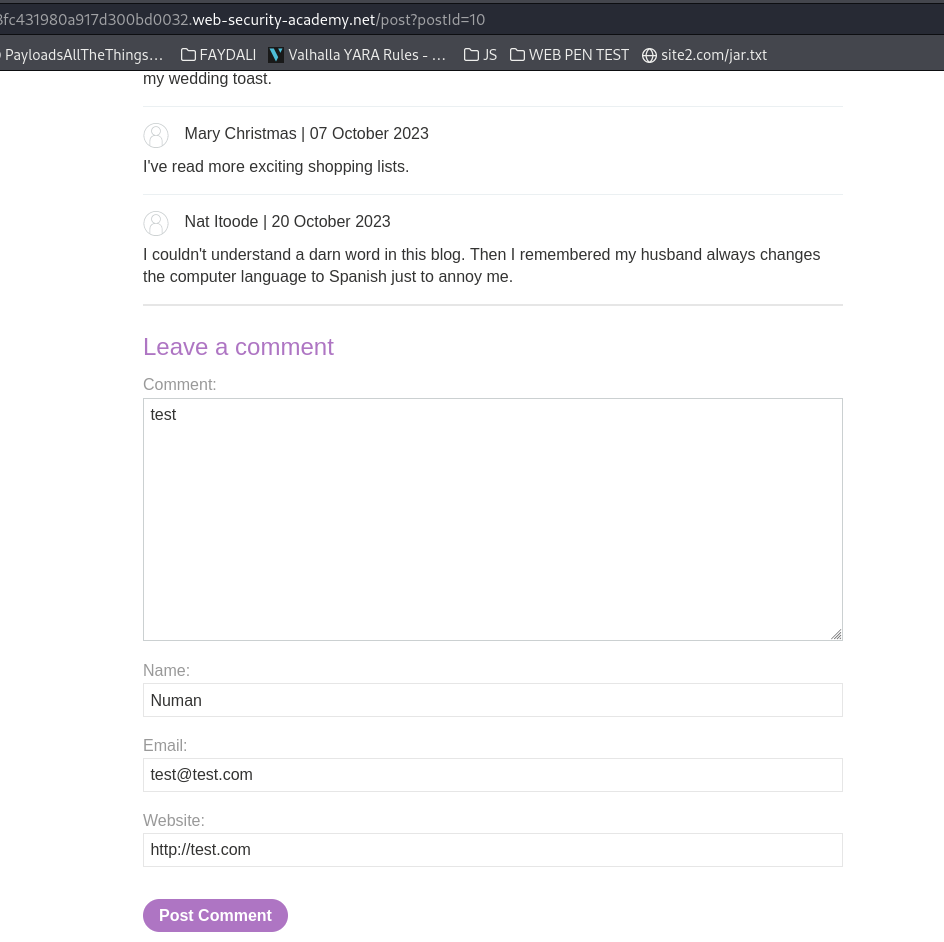 3fc431980a917d300bd0032.web-security-academy.net/post?postId=10
PayloadsAllTheThings… FAYDALI Valhalla YARA Rules - … JS WEB PEN TEST site2.com/jar.txt
my wedding toast.
Mary Christmas | 07 October 2023
I've read more exciting shopping lists.
Nat Itoode | 20 October 2023
I couldn't understand a darn word in this blog. Then I remembered my husband always changes
the computer language to Spanish just to annoy me.
Leave a comment
Comment:
test
Name:
Numan
Email:
test@test.com
Website:
http://test.com
Post Comment